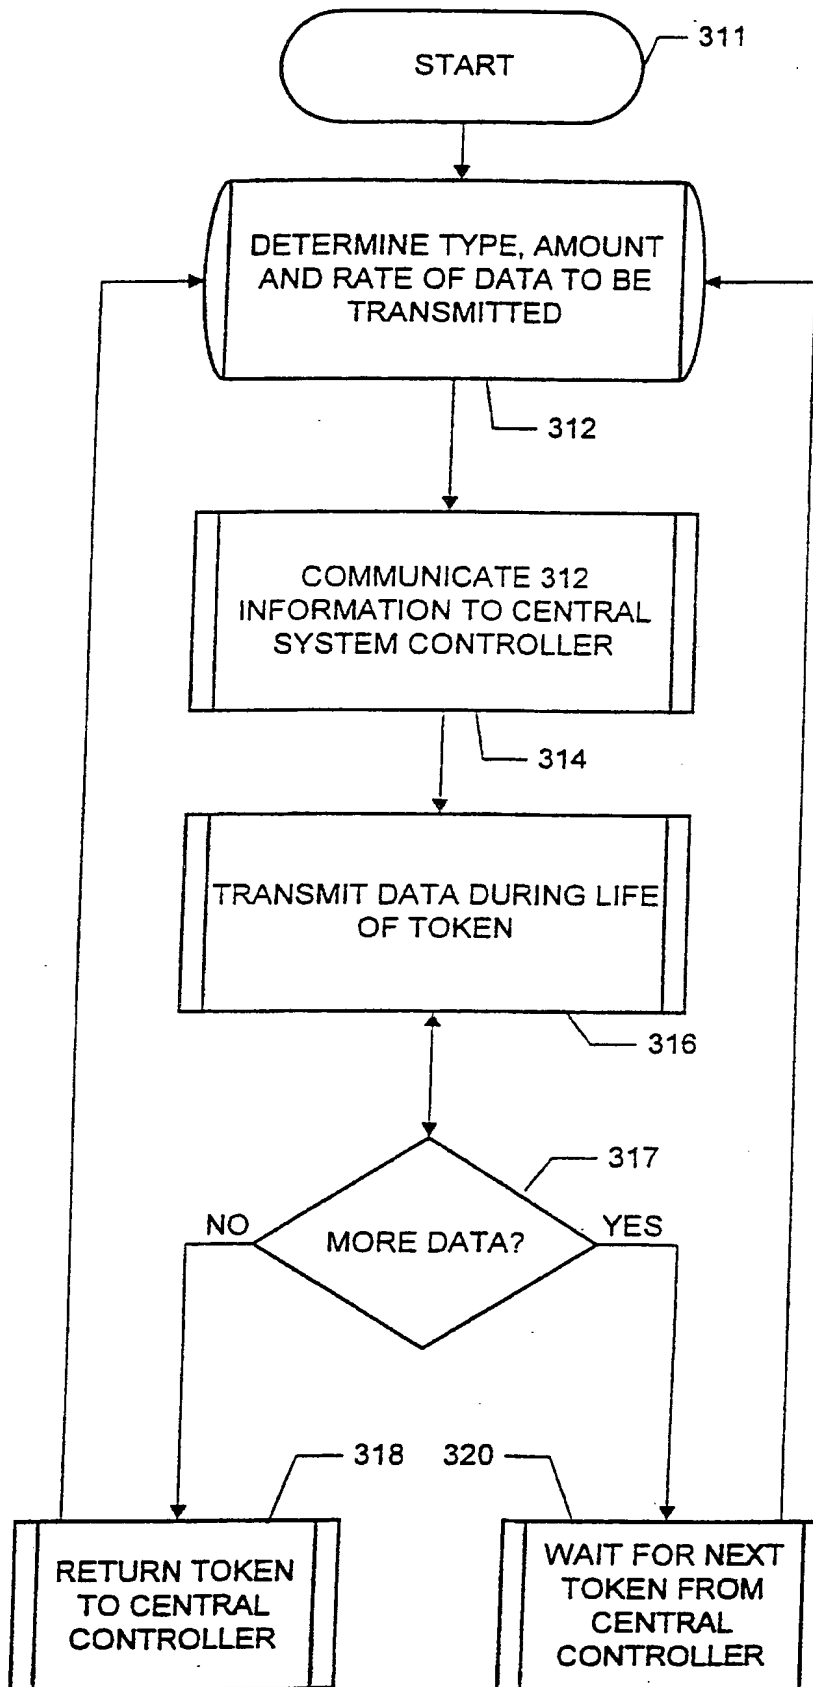 START
311
DETERMINE TYPE, AMOUNT
AND RATE OF DATA TO BE
TRANSMITTED
312
COMMUNICATE 312
INFORMATION TO CENTRAL
SYSTEM CONTROLLER
314
TRANSMIT DATA DURING LIFE
OF TOKEN
316
317
NO
MORE DATA?
YES
318
320
RETURN TOKEN
TO CENTRAL
CONTROLLER
WAIT FOR NEXT
TOKEN FROM
CENTRAL
CONTROLLER